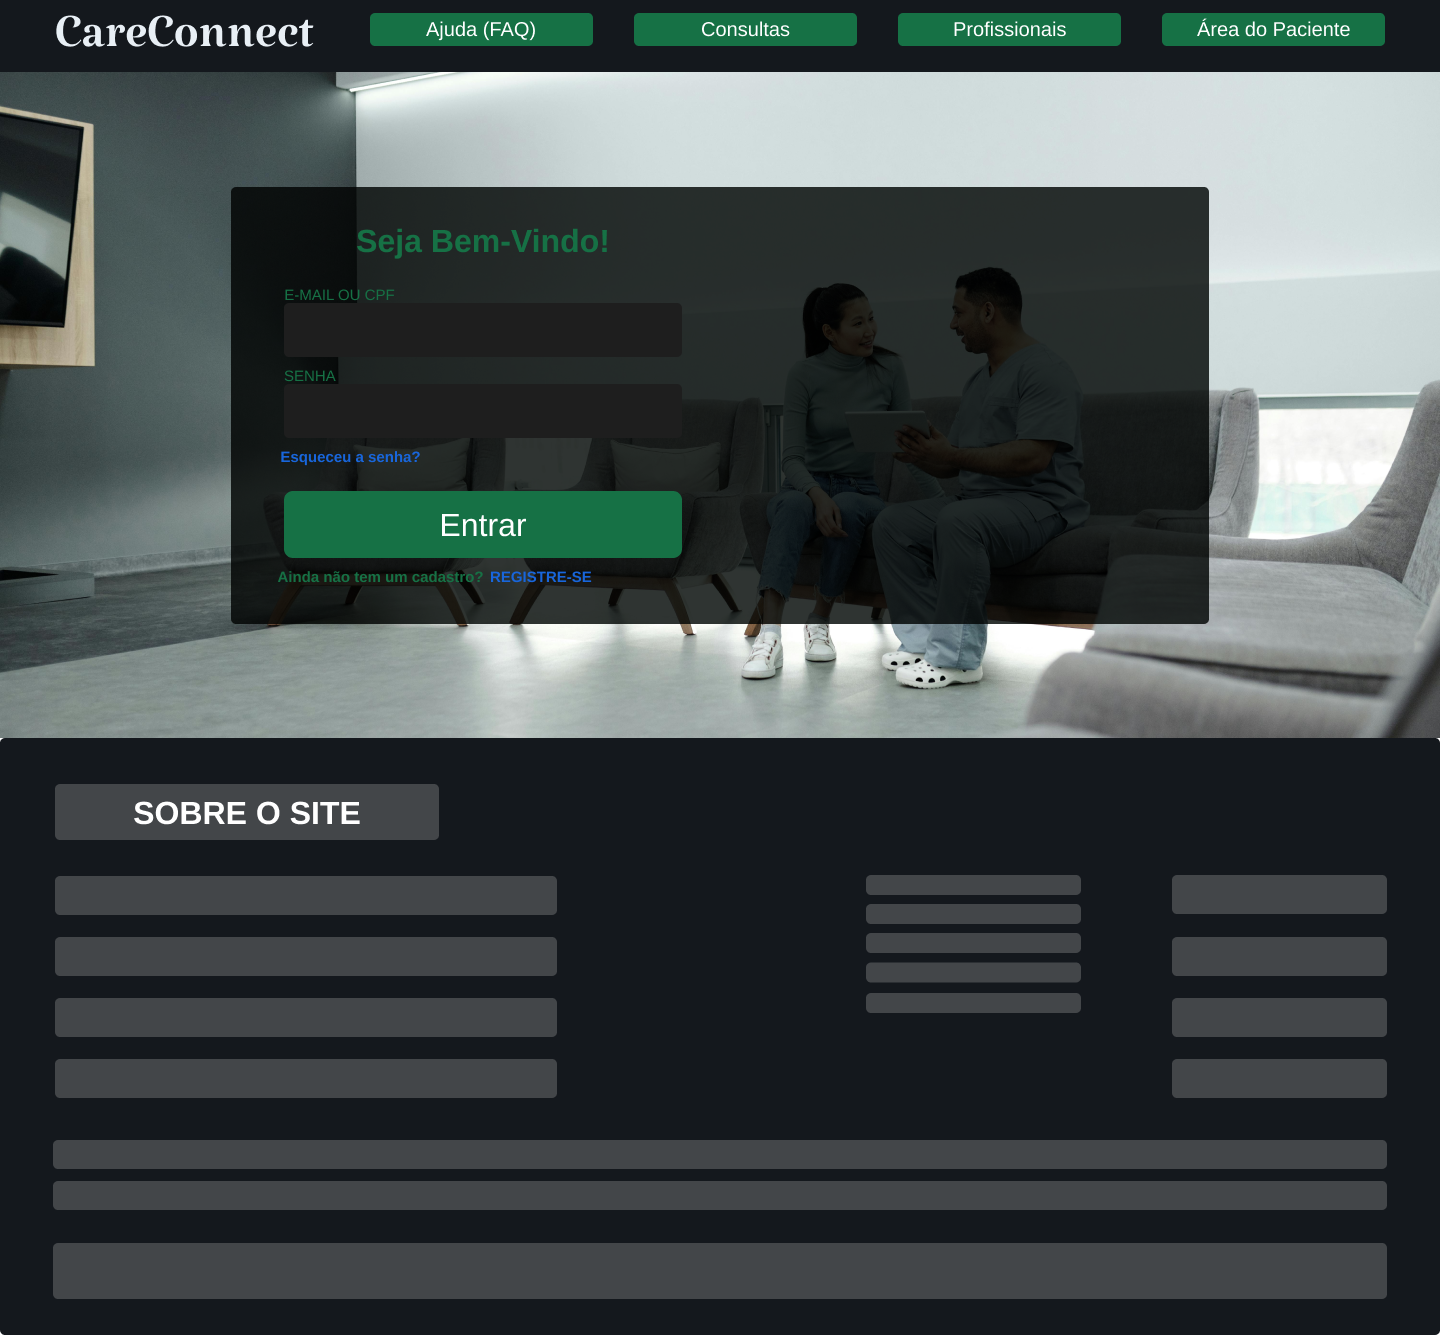 CareConnect
Ajuda (FAQ)
Consultas
Profissionais
Área do Paciente
Seja Bem-Vindo!
E-MAIL OU CPF
SENHA
Esqueceu a senha?
Entrar
Ainda não tem um cadastro? REGISTRE-SE
SOBRE O SITE